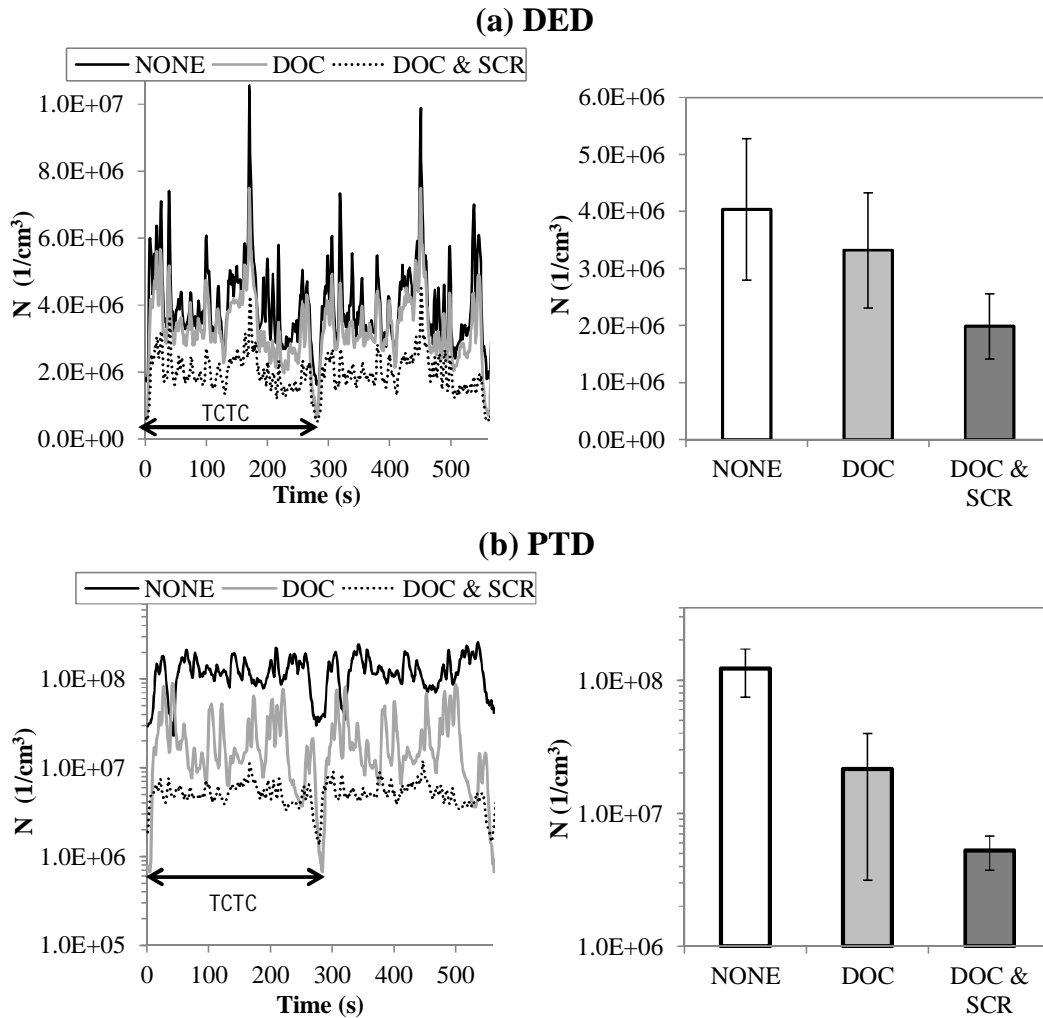 (a) DED
NONE DOC DOC & SCR
1.0E+07
8.0E+06
6.0E+06
4.0E+06
2.0E+06
0.0E+00
N (1/cm³)
TCTC
0 100 200 300 400 500
Time (s)
6.0E+06
5.0E+06
4.0E+06
3.0E+06
2.0E+06
1.0E+06
0.0E+00
N (1/cm³)
NONE DOC DOC &
SCR
(b) PTD
NONE DOC DOC & SCR
1.0E+08
1.0E+07
1.0E+06
1.0E+05
N (1/cm³)
TCTC
0 100 200 300 400 500
Time (s)
1.0E+08
1.0E+07
1.0E+06
N (1/cm³)
NONE DOC DOC &
SCR